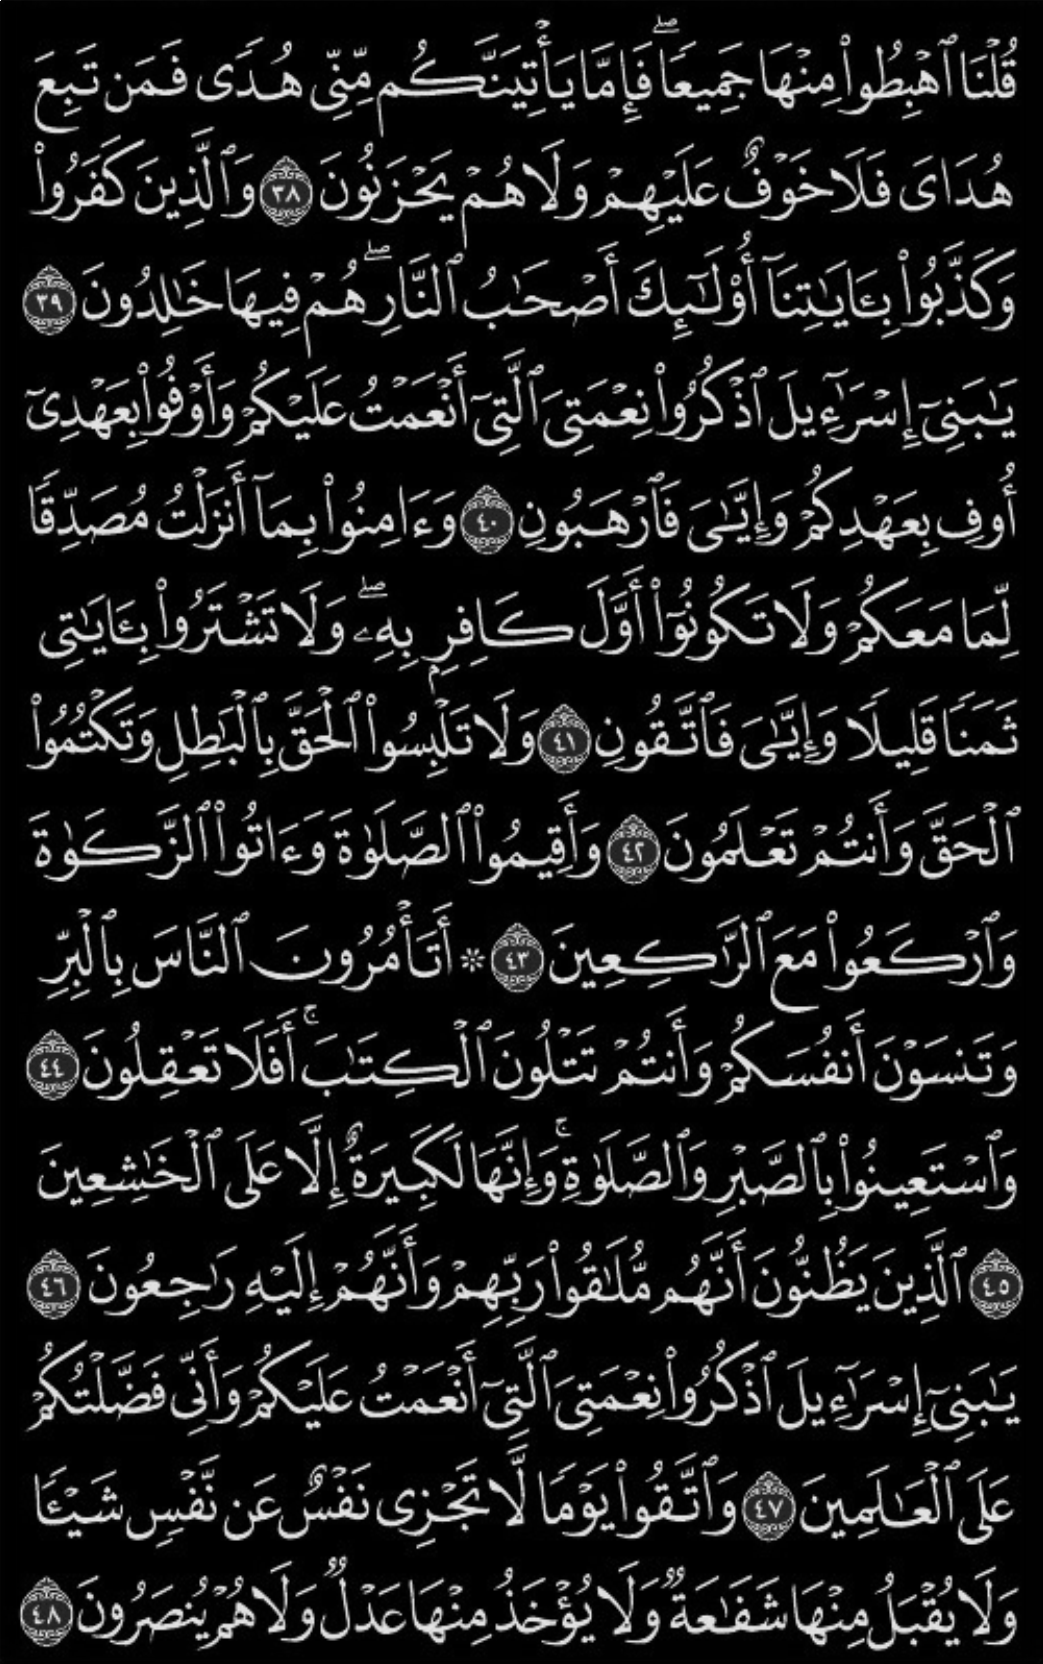 قُلْنَا ٱهْبِطُوا۟ مِنْهَا جَمِيعًا ۖ فَإِمَّا يَأْتِيَنَّكُم مِّنِّى هُدًى فَمَن تَبِعَ
هُدَاىَ فَلَا خَوْفٌ عَلَيْهِمْ وَلَا هُمْ يَحْزَنُونَ ٣٨ وَٱلَّذِينَ كَفَرُوا۟
وَكَذَّبُوا۟ بِـَٔايَـٰتِنَآ أُو۟لَـٰٓئِكَ أَصْحَـٰبُ ٱلنَّارِ ۖ هُمْ فِيهَا خَـٰلِدُونَ ٣٩
يَـٰبَنِىٓ إِسْرَٰٓءِيلَ ٱذْكُرُوا۟ نِعْمَتِىَ ٱلَّتِىٓ أَنْعَمْتُ عَلَيْكُمْ وَأَوْفُوا۟ بِعَهْدِىٓ
أُوفِ بِعَهْدِكُمْ وَإِيَّـٰىَ فَٱرْهَبُونِ ٤٠ وَءَامِنُوا۟ بِمَآ أَنزَلْتُ مُصَدِّقًا
لِّمَا مَعَكُمْ وَلَا تَكُونُوٓا۟ أَوَّلَ كَافِرٍۭ بِهِۦ ۖ وَلَا تَشْتَرُوا۟ بِـَٔايَـٰتِى
ثَمَنًا قَلِيلًا وَإِيَّـٰىَ فَٱتَّقُونِ ٤١ وَلَا تَلْبِسُوا۟ ٱلْحَقَّ بِٱلْبَـٰطِلِ وَتَكْتُمُوا۟
ٱلْحَقَّ وَأَنتُمْ تَعْلَمُونَ ٤٢ وَأَقِيمُوا۟ ٱلصَّلَوٰةَ وَءَاتُوا۟ ٱلزَّكَوٰةَ
وَٱرْكَعُوا۟ مَعَ ٱلرَّٰكِعِينَ ٤٣ ۞ أَتَأْمُرُونَ ٱلنَّاسَ بِٱلْبِرِّ
وَتَنسَوْنَ أَنفُسَكُمْ وَأَنتُمْ تَتْلُونَ ٱلْكِتَـٰبَ ۚ أَفَلَا تَعْقِلُونَ ٤٤
وَٱسْتَعِينُوا۟ بِٱلصَّبْرِ وَٱلصَّلَوٰةِ ۚ وَإِنَّهَا لَكَبِيرَةٌ إِلَّا عَلَى ٱلْخَـٰشِعِينَ
٤٥ ٱلَّذِينَ يَظُنُّونَ أَنَّهُم مُّلَـٰقُوا۟ رَبِّهِمْ وَأَنَّهُمْ إِلَيْهِ رَٰجِعُونَ ٤٦
يَـٰبَنِىٓ إِسْرَٰٓءِيلَ ٱذْكُرُوا۟ نِعْمَتِىَ ٱلَّتِىٓ أَنْعَمْتُ عَلَيْكُمْ وَأَنِّى فَضَّلْتُكُمْ
عَلَى ٱلْعَـٰلَمِينَ ٤٧ وَٱتَّقُوا۟ يَوْمًا لَّا تَجْزِى نَفْسٌ عَن نَّفْسٍ شَيْـًٔا
وَلَا يُقْبَلُ مِنْهَا شَفَـٰعَةٌ وَلَا يُؤْخَذُ مِنْهَا عَدْلٌ وَلَا هُمْ يُنصَرُونَ ٤٨